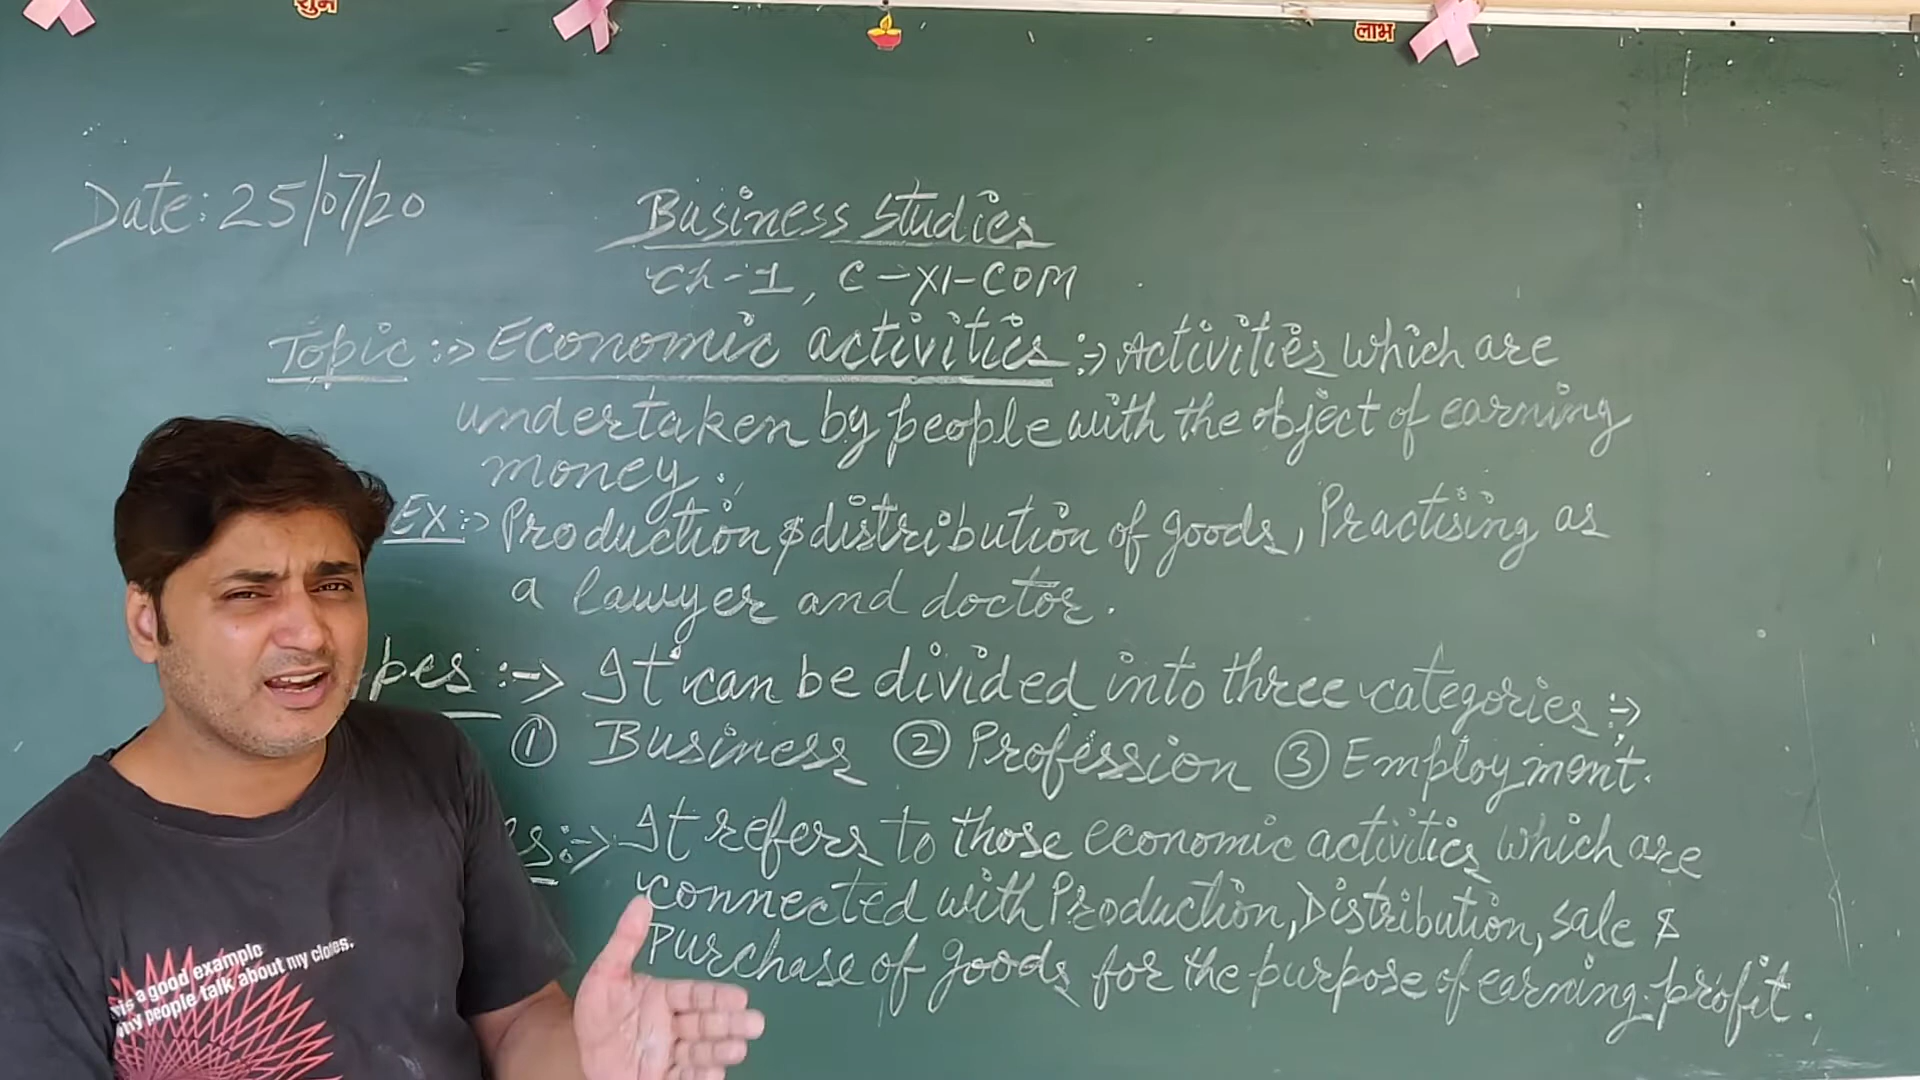 शुभ
लाभ
Date: 25/07/20
Business Studies
Ch-1, C-XI-COM
Topic :-> Economic activities :-> Activities which are
undertaken by people with the object of earning
money.
EX :-> Production & distribution of goods, Practising as
a lawyer and doctor.
pes :-> It can be divided into three categories :->
① Business ② Profession ③ Employment.
s :-> It refers to those economic activities which are
connected with Production, Distribution, sale &
Purchase of goods for the purpose of earning profit.
is a good example
why people talk about my clothes.